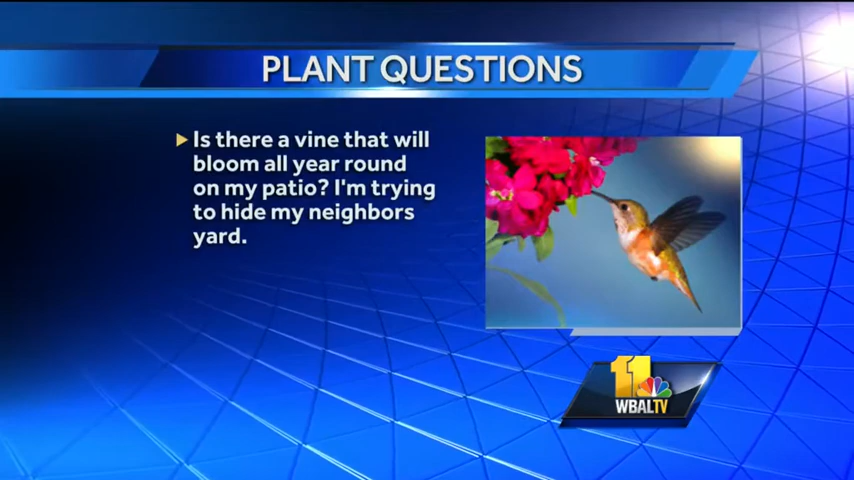 PLANT QUESTIONS
Is there a vine that will
bloom all year round
on my patio? I'm trying
to hide my neighbors
yard.
11
WBALTV